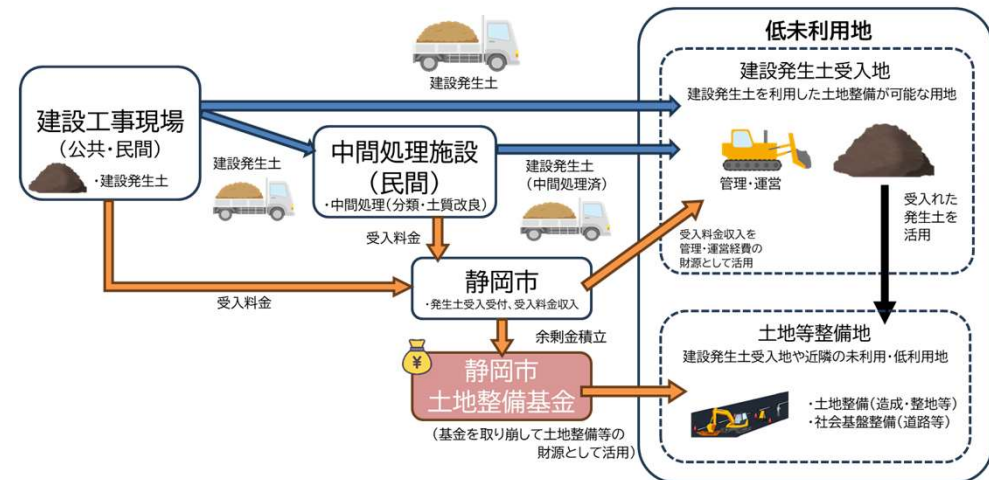 低未利用地
建設発生土
建設発生土受入地
建設発生土を利用した土地整備が可能な用地
建設工事現場
(公共・民間)
・建設発生土
建設発生土
中間処理施設
(民間)
・中間処理(分類・土質改良)
建設発生土
(中間処理済)
管理・運営
受入れた
発生土を
活用
受入料金
受入料金収入を
管理・運営経費の
財源として活用
静岡市
・発生土受入受付、受入料金収入
受入料金
余剰金積立
土地等整備地
建設発生土受入地や近隣の未利用・低利用地
¥
静岡市
土地整備基金
・土地整備(造成・整地等)
・社会基盤整備(道路等)
(基金を取り崩して土地整備等の
財源として活用)